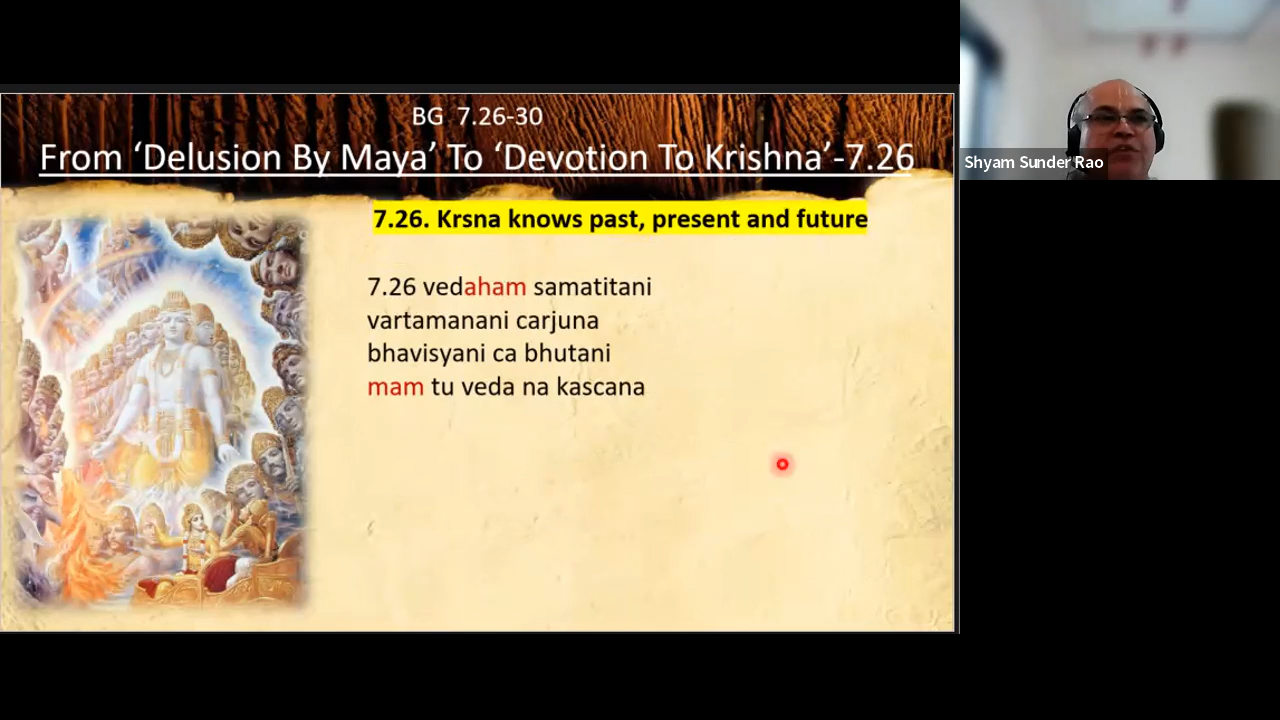 BG 7.26-30
From ‘Delusion By Maya’ To ‘Devotion To Krishna’-7.26
7.26. Krsna knows past, present and future
7.26 vedaham samatitani
vartamanani carjuna
bhavisyani ca bhutani
mam tu veda na kascana
Shyam Sunder Rao